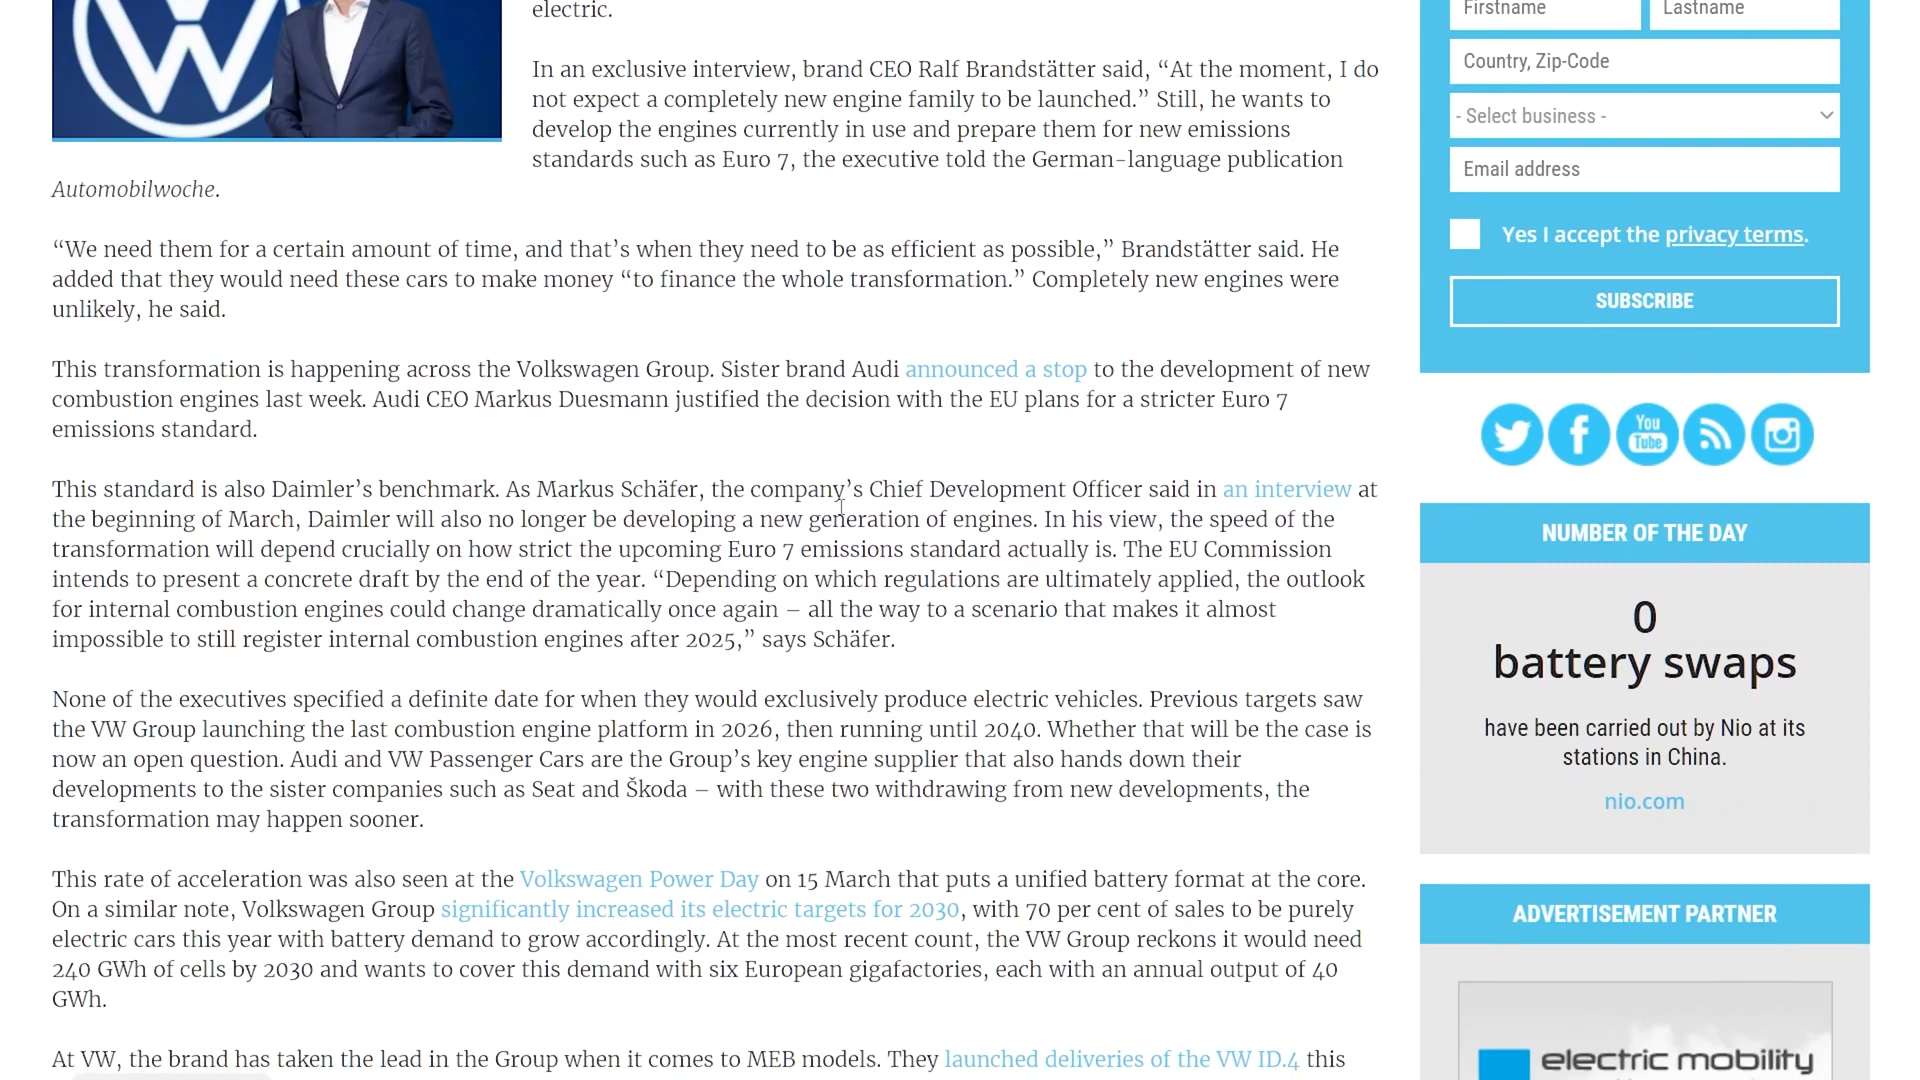 electric.
In an exclusive interview, brand CEO Ralf Brandstätter said, “At the moment, I do
not expect a completely new engine family to be launched.” Still, he wants to
develop the engines currently in use and prepare them for new emissions
standards such as Euro 7, the executive told the German-language publication
Automobilwoche.
“We need them for a certain amount of time, and that’s when they need to be as efficient as possible,” Brandstätter said. He
added that they would need these cars to make money “to finance the whole transformation.” Completely new engines were
unlikely, he said.
This transformation is happening across the Volkswagen Group. Sister brand Audi announced a stop to the development of new
combustion engines last week. Audi CEO Markus Duesmann justified the decision with the EU plans for a stricter Euro 7
emissions standard.
This standard is also Daimler’s benchmark. As Markus Schäfer, the company’s Chief Development Officer said in an interview at
the beginning of March, Daimler will also no longer be developing a new generation of engines. In his view, the speed of the
transformation will depend crucially on how strict the upcoming Euro 7 emissions standard actually is. The EU Commission
intends to present a concrete draft by the end of the year. “Depending on which regulations are ultimately applied, the outlook
for internal combustion engines could change dramatically once again – all the way to a scenario that makes it almost
impossible to still register internal combustion engines after 2025,” says Schäfer.
None of the executives specified a definite date for when they would exclusively produce electric vehicles. Previous targets saw
the VW Group launching the last combustion engine platform in 2026, then running until 2040. Whether that will be the case is
now an open question. Audi and VW Passenger Cars are the Group’s key engine supplier that also hands down their
developments to the sister companies such as Seat and Škoda – with these two withdrawing from new developments, the
transformation may happen sooner.
This rate of acceleration was also seen at the Volkswagen Power Day on 15 March that puts a unified battery format at the core.
On a similar note, Volkswagen Group significantly increased its electric targets for 2030, with 70 per cent of sales to be purely
electric cars this year with battery demand to grow accordingly. At the most recent count, the VW Group reckons it would need
240 GWh of cells by 2030 and wants to cover this demand with six European gigafactories, each with an annual output of 40
GWh.
At VW, the brand has taken the lead in the Group when it comes to MEB models. They launched deliveries of the VW ID.4 this
Firstname
Lastname
Country, Zip-Code
- Select business -
Email address
Yes I accept the privacy terms.
SUBSCRIBE
You
Tube
NUMBER OF THE DAY
0
battery swaps
have been carried out by Nio at its
stations in China.
nio.com
ADVERTISEMENT PARTNER
electric mobility